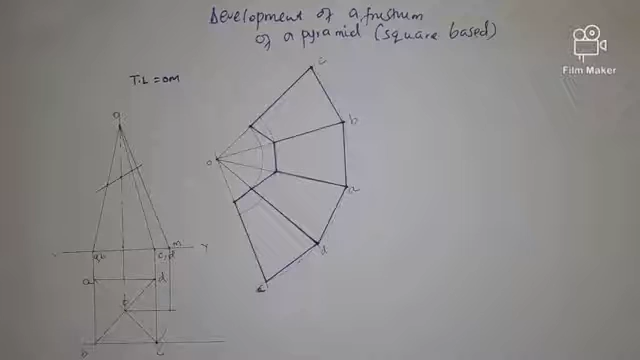 Development of a frustum
of a pyramid (square based)
Film Maker
T.L = OM
c
b
a
d
c
o
o
a,b
c,d
m
X
Y
a
d
o
b
c